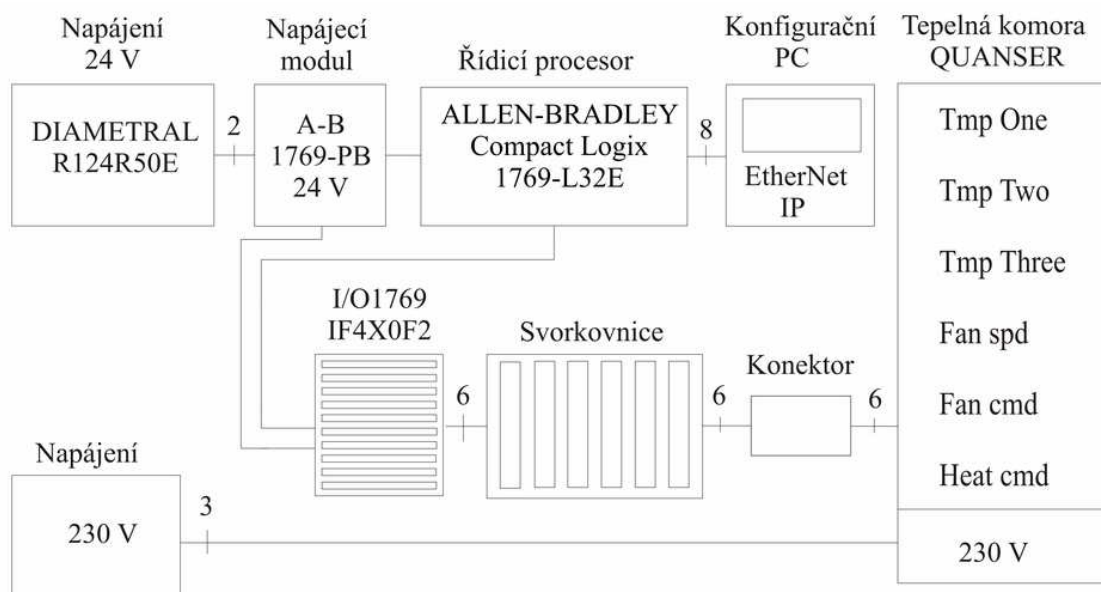 Napájení
24 V
Napájecí
modul
Řídicí procesor
Konfigurační
PC
Tepelná komora
QUANSER
DIAMETRAL
R124R50E
2
A-B
1769-PB
24 V
ALLEN-BRADLEY
Compact Logix
1769-L32E
8
EtherNet
IP
Tmp One
Tmp Two
Tmp Three
Fan spd
Fan cmd
Heat cmd
230 V
I/O1769
IF4X0F2
6
Svorkovnice
6
Konektor
6
Napájení
230 V
3